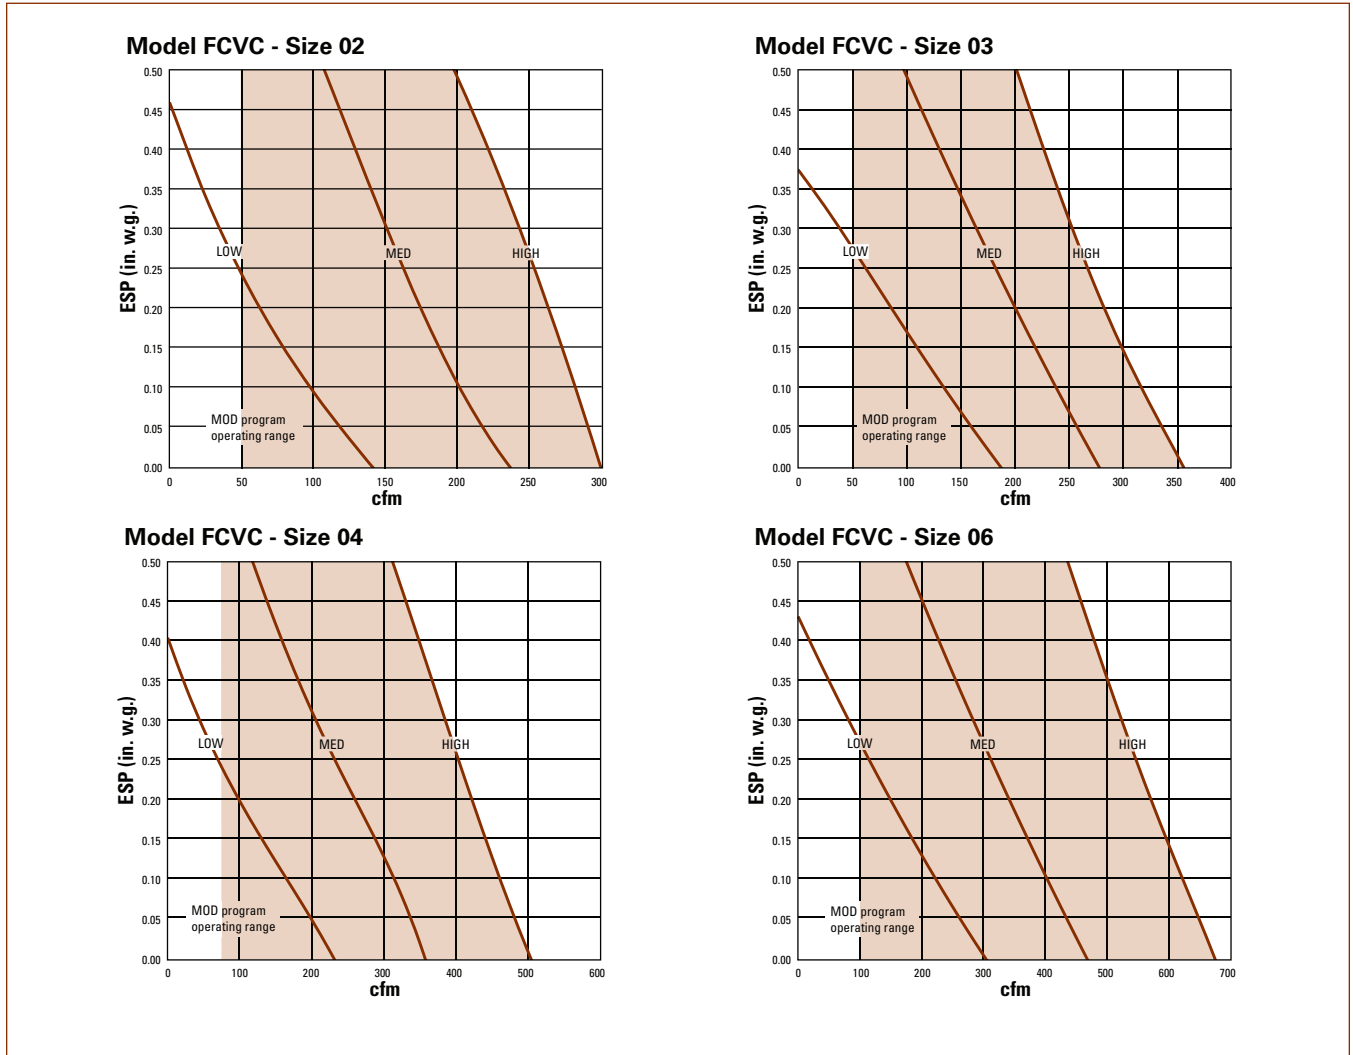 Model FCVC - Size 02
ESP (in. w.g.)
0.50
0.45
0.40
0.35
0.30
0.25
0.20
0.15
0.10
0.05
0.00
LOW
MED
HIGH
MOD program
operating range
0 50 100 150 200 250 300
cfm
Model FCVC - Size 03
ESP (in. w.g.)
0.50
0.45
0.40
0.35
0.30
0.25
0.20
0.15
0.10
0.05
0.00
LOW
MED
HIGH
MOD program
operating range
0 50 100 150 200 250 300 350 400
cfm
Model FCVC - Size 04
ESP (in. w.g.)
0.50
0.45
0.40
0.35
0.30
0.25
0.20
0.15
0.10
0.05
0.00
LOW
MED
HIGH
MOD program
operating range
0 100 200 300 400 500 600
cfm
Model FCVC - Size 06
ESP (in. w.g.)
0.50
0.45
0.40
0.35
0.30
0.25
0.20
0.15
0.10
0.05
0.00
LOW
MED
HIGH
MOD program
operating range
0 100 200 300 400 500 600 700
cfm